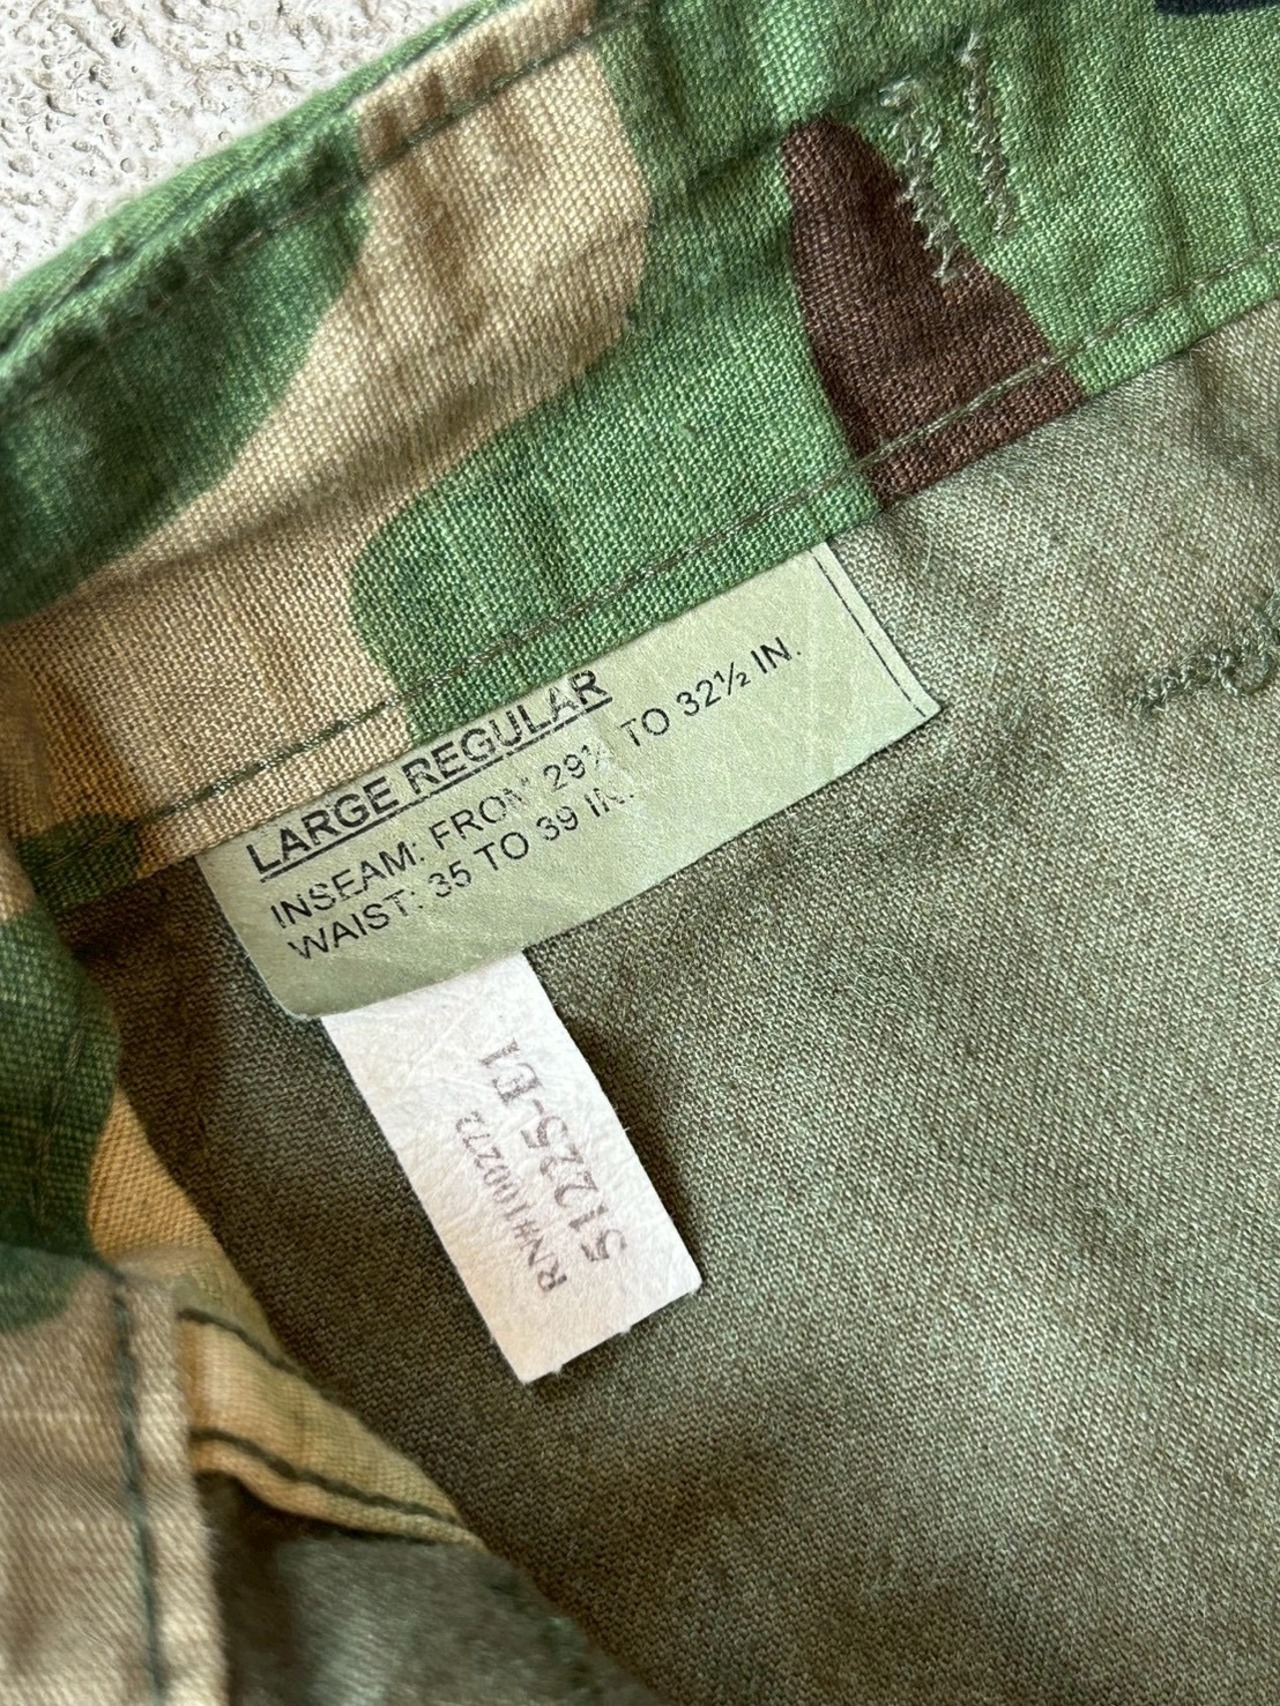 LARGE REGULAR
INSEAM: FROM 29½ TO 32½ IN.
WAIST: 35 TO 39 IN.
RN#100272
51225-E1